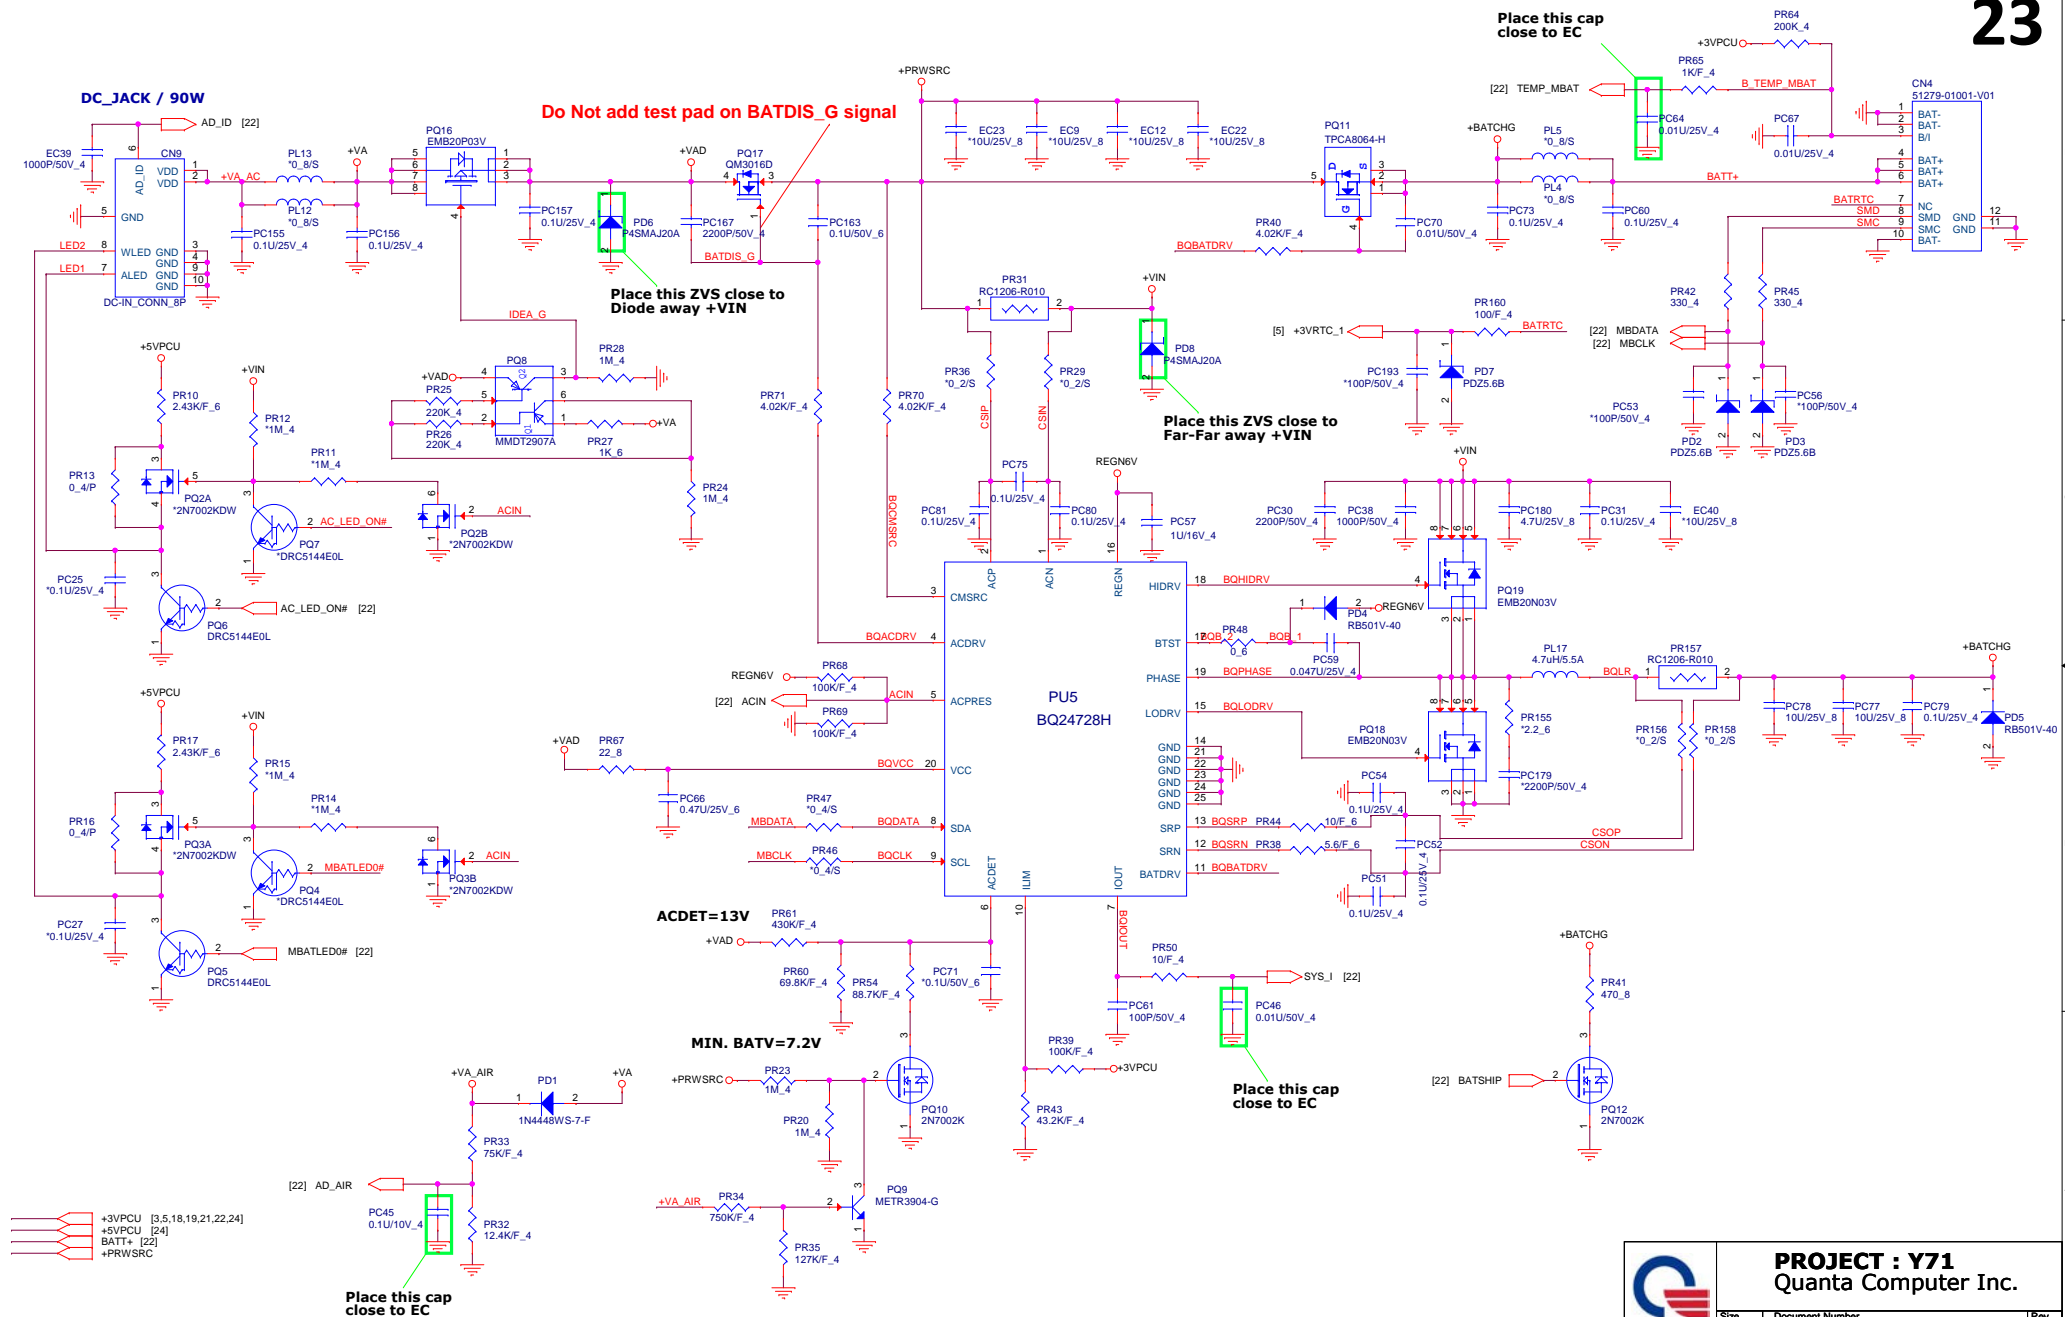 23
Place this cap
close to EC
PR64
200K_4
+3VPCU
PR65
1K/F_4
[22] TEMP_MBAT
B_TEMP_MBAT
CN4
51279-01001-V01
+PRWSRC
DC_JACK / 90W
Do Not add test pad on BATDIS_G signal
AD_ID [22]
EC39
1000P/50V_4
CN9
AD_ID
VDD
VDD
GND
WLED GND
GND
ALED GND
GND
DC-IN_CONN_8P
+VA_AC
PL13
*0_8/S
PL12
*0_8/S
+VA
PC155
0.1U/25V_4
PC156
0.1U/25V_4
LED2
LED1
PQ16
EMB20P03V
PC157
0.1U/25V_4
PD6
P4SMAJ20A
+VAD
PQ17
QM3016D
PC167
2200P/50V_4
PC163
0.1U/50V_6
BATDIS_G
Place this ZVS close to
Diode away +VIN
EC23
*10U/25V_8
EC9
*10U/25V_8
EC12
*10U/25V_8
EC22
*10U/25V_8
PQ11
TPCA8064-H
D
S
G
PR40
4.02K/F_4
BQBATDRV
PC70
0.01U/50V_4
+BATCHG
PL5
*0_8/S
PL4
*0_8/S
PC73
0.1U/25V_4
PC60
0.1U/25V_4
PC64
0.01U/25V_4
PC67
0.01U/25V_4
BATT+
BATRTC
SMD
SMC
BAT-
BAT-
B/I
BAT+
BAT+
BAT+
NC
SMD GND
SMC GND
BAT-
IDEA_G
PR28
1M_4
PQ8
MMDT2907A
Q2
Q1
+VAD
PR25
220K_4
PR26
220K_4
PR27
1K_6
+VA
PR24
1M_4
PR31
RC1206-R010
+VIN
PD8
P4SMAJ20A
PR36
*0_2/S
PR29
*0_2/S
CSIP
CSIN
Place this ZVS close to
Far-Far away +VIN
PR71
4.02K/F_4
PR70
4.02K/F_4
BQCMSRC
[5] +3VRTC_1
PR160
100/F_4
BATRTC
PC193
*100P/50V_4
PD7
PDZ5.6B
PR42
330_4
PR45
330_4
[22] MBDATA
[22] MBCLK
PC53
*100P/50V_4
PC56
*100P/50V_4
PD2
PDZ5.6B
PD3
PDZ5.6B
+5VPCU
PR10
2.43K/F_6
+VIN
PR12
*1M_4
PR11
*1M_4
PR13
0_4/P
PQ2A
*2N7002KDW
PQ7
*DRC5144E0L
AC_LED_ON#
PQ2B
*2N7002KDW
ACIN
PC25
*0.1U/25V_4
PQ6
DRC5144E0L
AC_LED_ON# [22]
PC75
0.1U/25V_4
PC81
0.1U/25V_4
PC80
0.1U/25V_4
REGN6V
PC57
1U/16V_4
+VIN
PC30
2200P/50V_4
PC38
1000P/50V_4
PC180
4.7U/25V_8
PC31
0.1U/25V_4
EC40
*10U/25V_8
PQ19
EMB20N03V
PU5
BQ24728H
ACP
ACN
REGN
CMSRC
ACDRV
ACPRES
VCC
SDA
SCL
ACDET
ILIM
IOUT
HIDRV
BTST
PHASE
LODRV
GND
GND
GND
GND
GND
GND
SRP
SRN
BATDRV
BQHIDRV
PD4
RB501V-40
REGN6V
BQB_2
PR48
0_6
BQB_1
PC59
0.047U/25V_4
BQPHASE
BQLODRV
PL17
4.7uH/5.5A
BQLR
PR157
RC1206-R010
+BATCHG
PQ18
EMB20N03V
PR155
*2.2_6
PC179
*2200P/50V_4
PR156
*0_2/S
PR158
*0_2/S
PC78
10U/25V_8
PC77
10U/25V_8
PC79
0.1U/25V_4
PD5
RB501V-40
BQACDRV
REGN6V
PR68
100K/F_4
[22] ACIN
ACIN
PR69
100K/F_4
+VAD
PR67
22_8
BQVCC
PC66
0.47U/25V_6
PR47
*0_4/S
MBDATA
BQDATA
PR46
*0_4/S
MBCLK
BQCLK
PC54
0.1U/25V_4
BQSRP PR44 10/F_6
BQSRN PR38 5.6/F_6
BQBATDRV
PC52
0.1U/25V_4
PC51
0.1U/25V_4
CSOP
CSON
+5VPCU
PR17
2.43K/F_6
+VIN
PR15
*1M_4
PR14
*1M_4
PR16
0_4/P
PQ3A
*2N7002KDW
PQ4
*DRC5144E0L
MBATLED0#
PQ3B
*2N7002KDW
ACIN
PC27
*0.1U/25V_4
PQ5
DRC5144E0L
MBATLED0# [22]
ACDET=13V
PR61
430K/F_4
+VAD
PR60
69.8K/F_4
PR54
88.7K/F_4
PC71
*0.1U/50V_6
BQIOUT
PR50
10/F_4
SYS_I [22]
PC61
100P/50V_4
PC46
0.01U/50V_4
Place this cap
close to EC
+BATCHG
PR41
470_8
[22] BATSHIP
PQ12
2N7002K
MIN. BATV=7.2V
+PRWSRC
PR23
1M_4
PR20
1M_4
PQ10
2N7002K
PR39
100K/F_4
+3VPCU
PR43
43.2K/F_4
+VA_AIR
PD1
1N4448WS-7-F
+VA
PR33
75K/F_4
[22] AD_AIR
PC45
0.1U/10V_4
PR32
12.4K/F_4
Place this cap
close to EC
+VA_AIR
PR34
750K/F_4
PQ9
METR3904-G
PR35
127K/F_4
+3VPCU [3,5,18,19,21,22,24]
+5VPCU [24]
BATT+ [22]
+PRWSRC
PROJECT : Y71
Quanta Computer Inc.
Size Document Number Rev